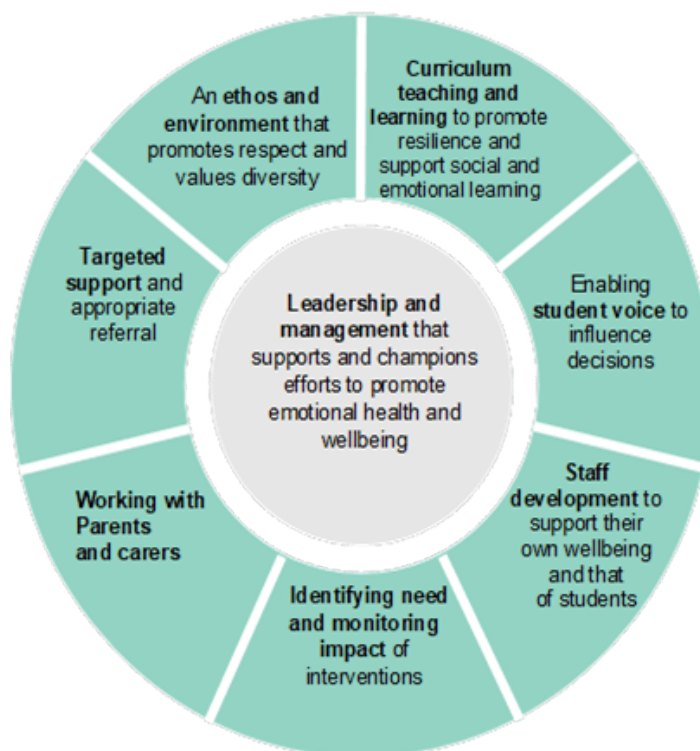 An ethos and
environment that
promotes respect and
values diversity
Curriculum
teaching and
learning to promote
resilience and
support social and
emotional learning
Enabling
student voice to
influence
decisions
Staff
development to
support their
own wellbeing
and that
of students
Identifying need
and monitoring
impact of
interventions
Working with
Parents
and carers
Targeted
support and
appropriate
referral
Leadership and
management that
supports and champions
efforts to promote
emotional health and
wellbeing